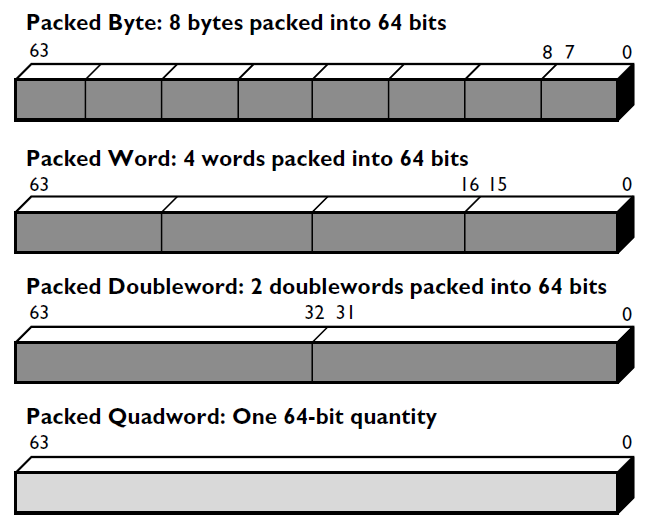 Packed Byte: 8 bytes packed into 64 bits
63 8 7 0
Packed Word: 4 words packed into 64 bits
63 16 15 0
Packed Doubleword: 2 doublewords packed into 64 bits
63 32 31 0
Packed Quadword: One 64-bit quantity
63 0